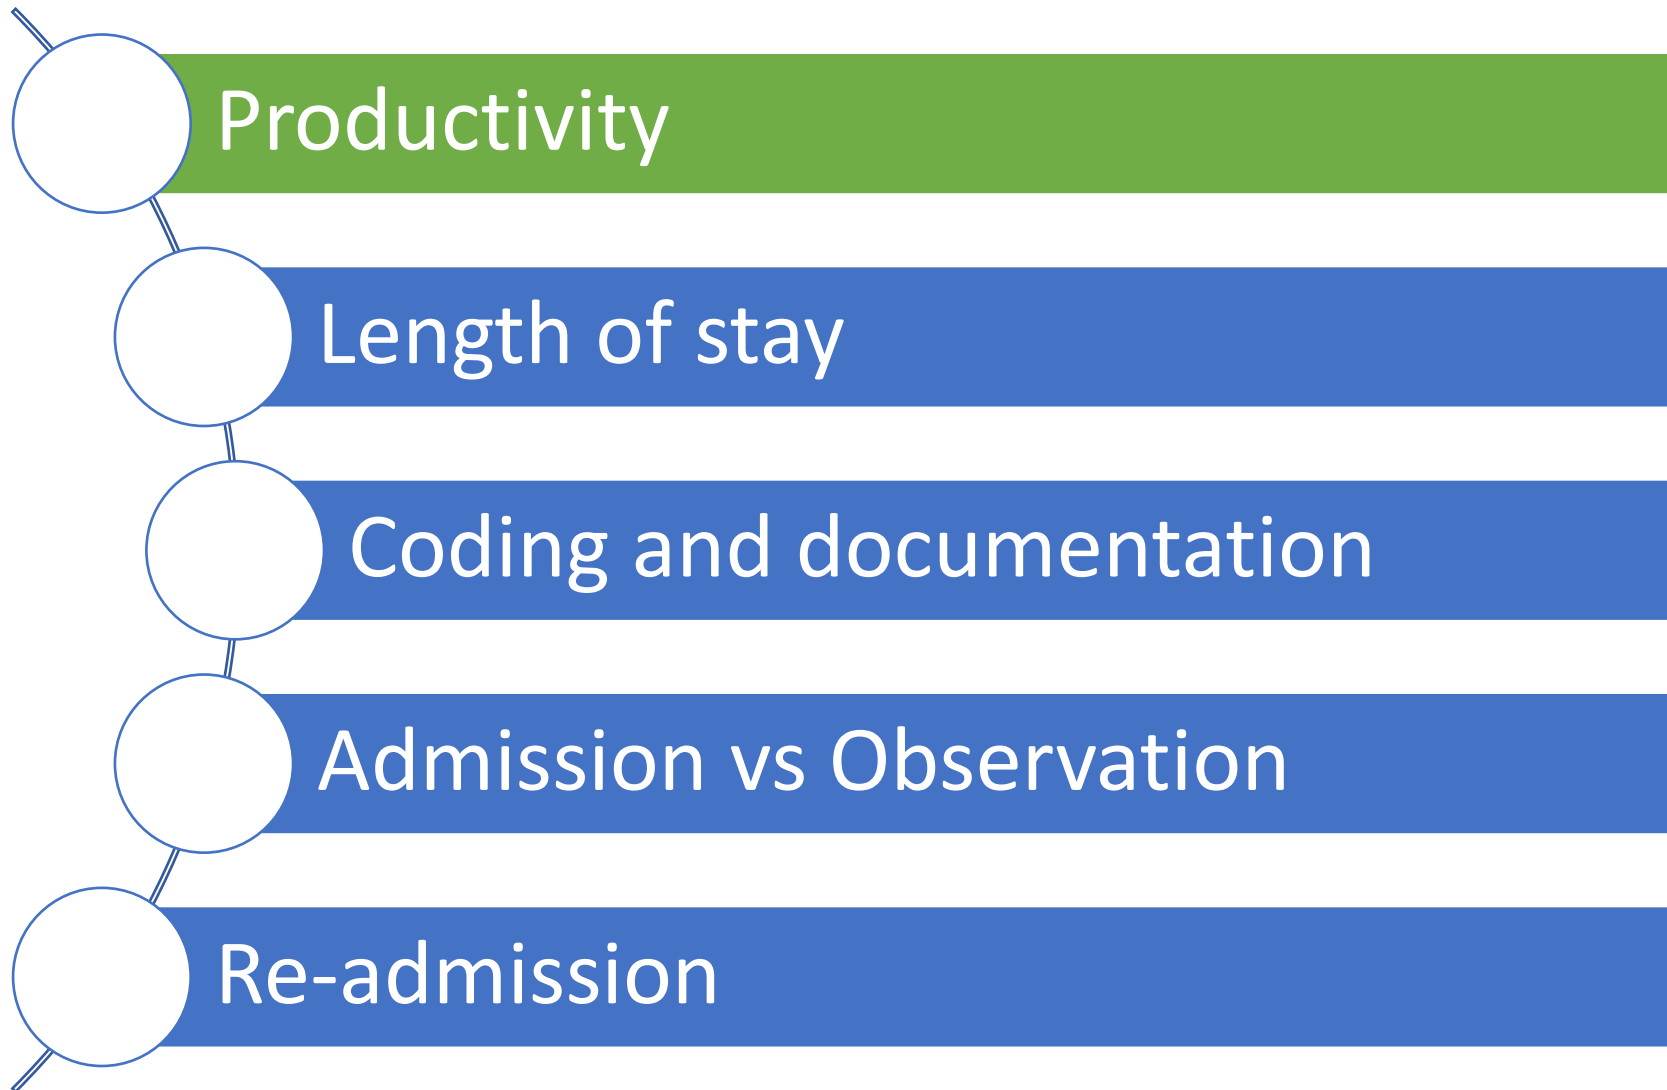 Productivity
Length of stay
Coding and documentation
Admission vs Observation
Re-admission